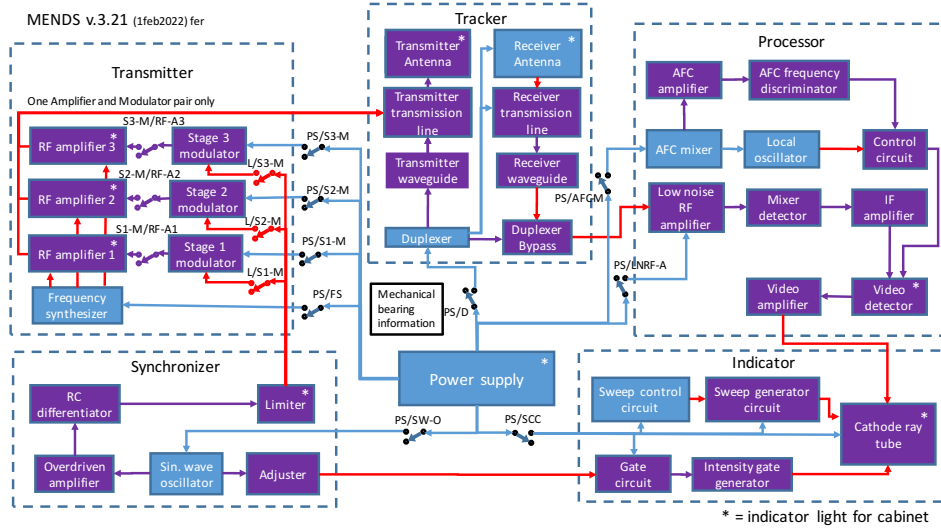 MENDS v.3.21 (1feb2022) fer
Transmitter
One Amplifier and Modulator pair only
S3-M/RF-A3
RF amplifier 3
*
Stage 3
modulator
PS/S3-M
L/S3-M
S2-M/RF-A2
RF amplifier 2
*
Stage 2
modulator
PS/S2-M
L/S2-M
S1-M/RF-A1
RF amplifier 1
*
Stage 1
modulator
PS/S1-M
L/S1-M
Frequency
synthesizer
PS/FS
Tracker
Transmitter
Antenna
*
Receiver
Antenna
*
Transmitter
transmission
line
Receiver
transmission
line
Transmitter
waveguide
Receiver
waveguide
Duplexer
Duplexer
Bypass
Mechanical
bearing
information
PS/D
PS/AFCM
PS/LNRF-A
Processor
AFC
amplifier
AFC frequency
discriminator
AFC mixer
Local
oscillator
Control
circuit
Low noise
RF amplifier
Mixer
detector
IF
amplifier
Video
amplifier
Video
detector
*
Power supply
*
Synchronizer
RC
differentiator
Limiter
*
Overdriven
amplifier
Sin. wave
oscillator
Adjuster
PS/SW-O
PS/SCC
Indicator
Sweep control
circuit
Sweep generator
circuit
Cathode ray
tube
*
Gate
circuit
Intensity gate
generator
* = indicator light for cabinet